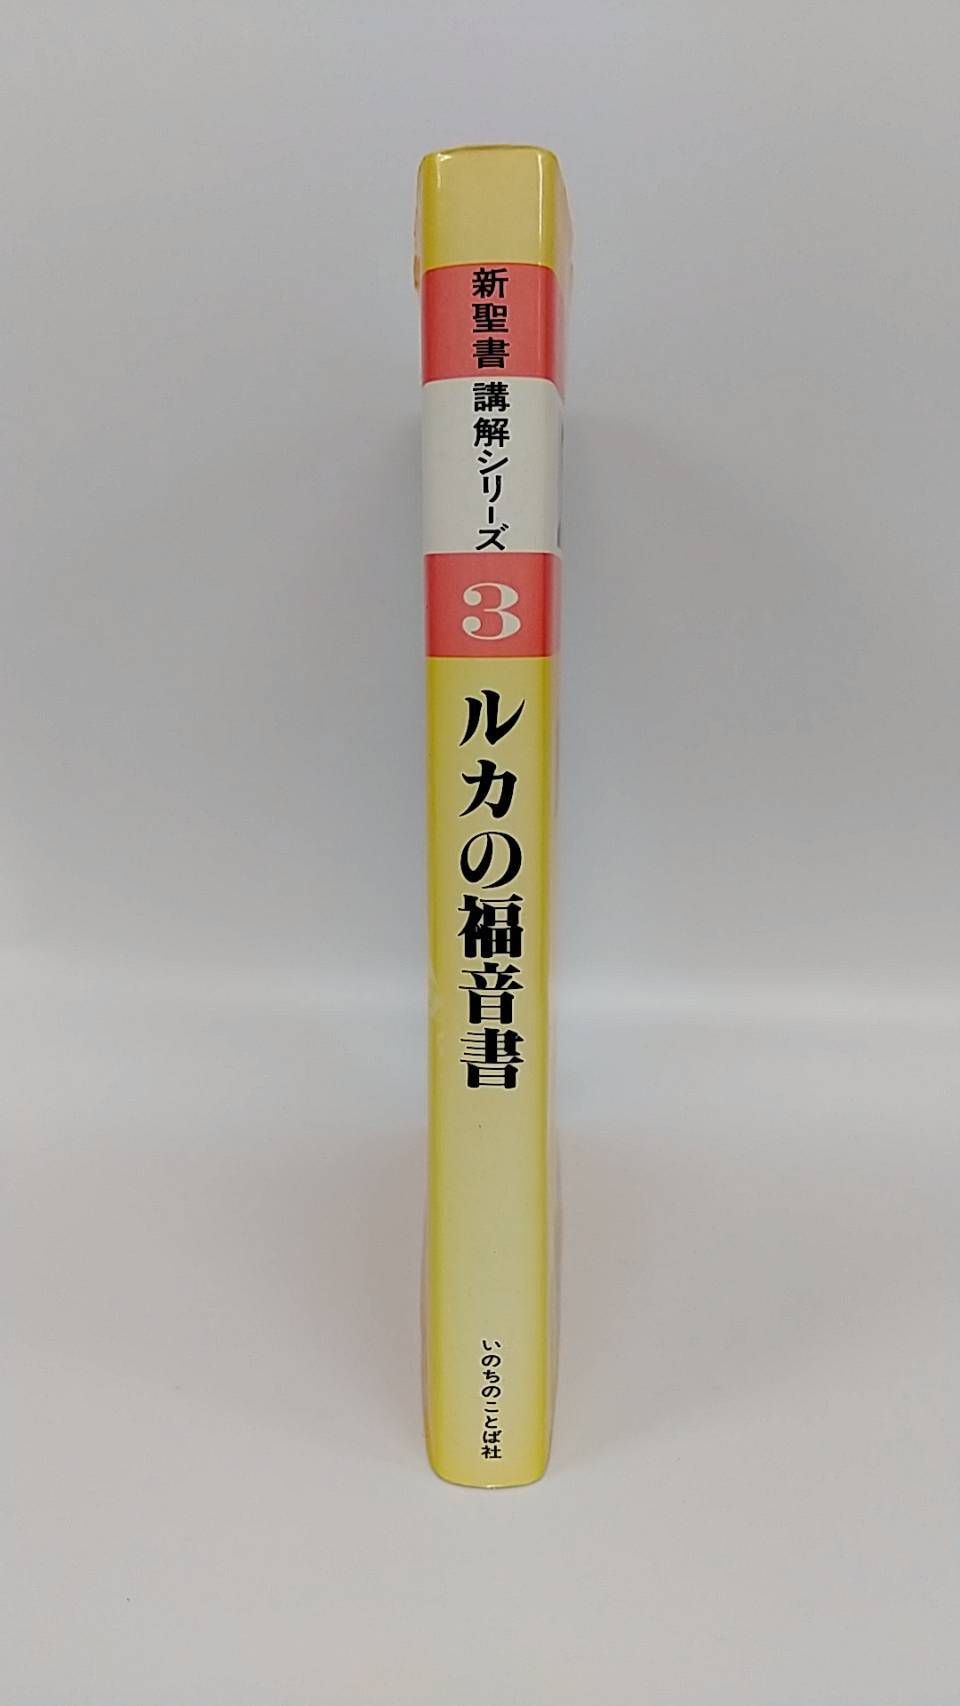 新聖書講解シリーズ
3
ルカの福音書
いのちのことば社